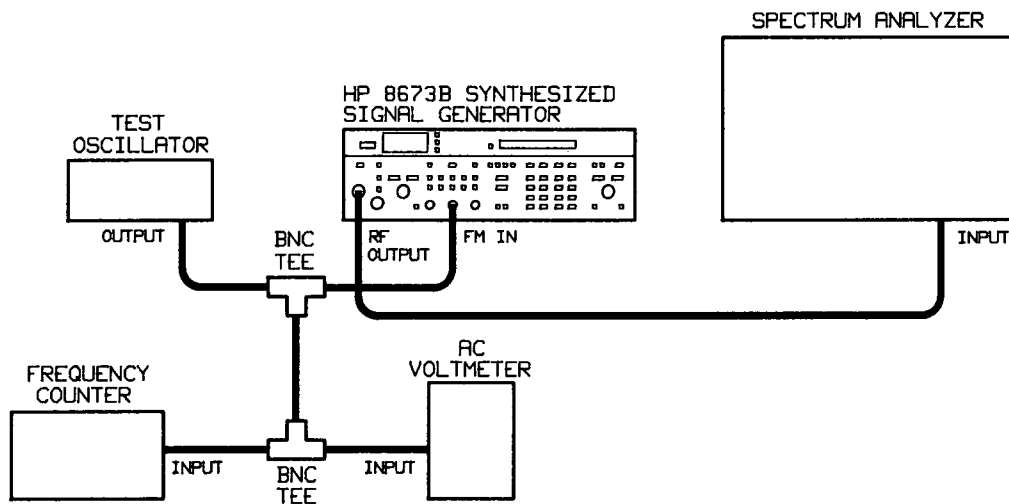 SPECTRUM ANALYZER
HP 8673B SYNTHESIZED
SIGNAL GENERATOR
TEST
OSCILLATOR
OUTPUT
BNC
TEE
RF
OUTPUT
FM IN
INPUT
FREQUENCY
COUNTER
AC
VOLTMETER
INPUT
BNC
TEE
INPUT